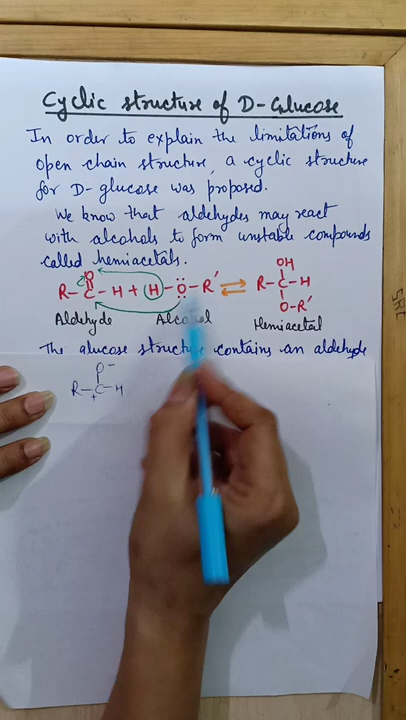 Cyclic structure of D-Glucose
In order to explain the limitations of
open chain structure, a cyclic structure
for D-glucose was proposed.
We know that aldehydes may react
with alcohols to form unstable compounds
called hemiacetals.
O OH
R-C-H + H-O-R' ⇌ R-C-H
O-R'
Aldehyde Alcohol Hemiacetal
The glucose structure contains an aldehyde
O⁻
R-C-H
+